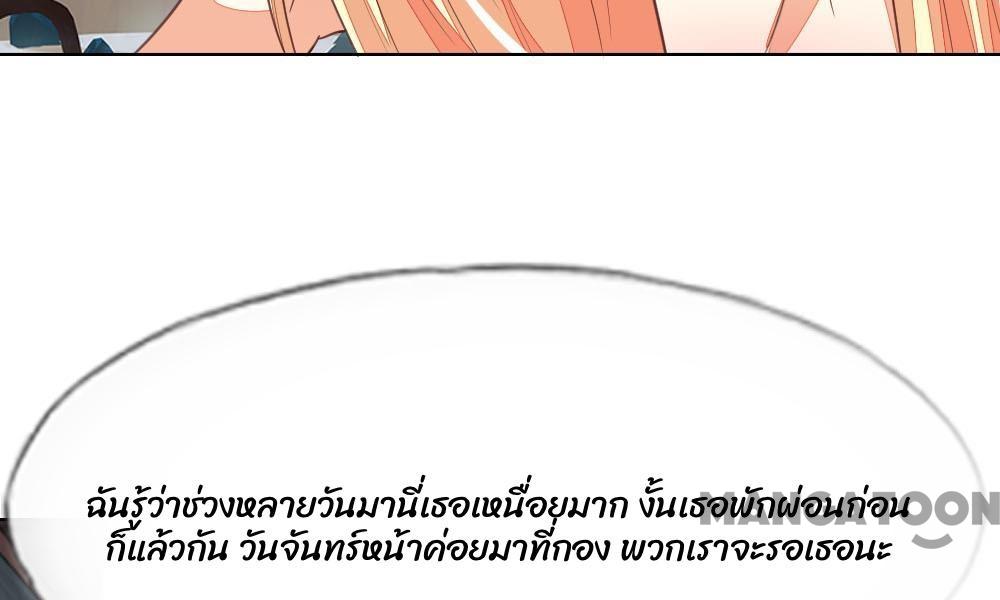 ฉันรู้ว่าช่วงหลายวันมานี่เธอเหนื่อยมาก งั้นเธอพักผ่อนก่อน
ก็แล้วกัน วันจันทร์หน้าค่อยมาที่กอง พวกเราจะรอเธอนะ
MANGATOON